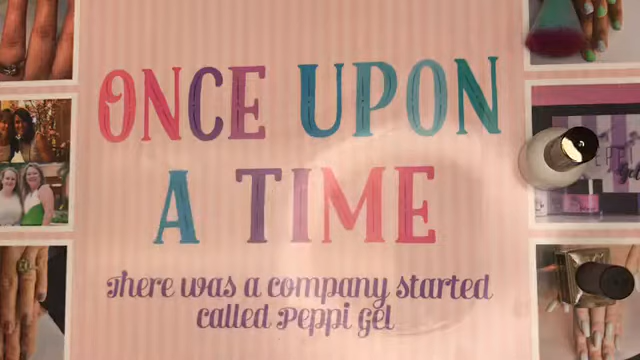 ONCE UPON
A TIME
There was a company started
called Peppi Gel